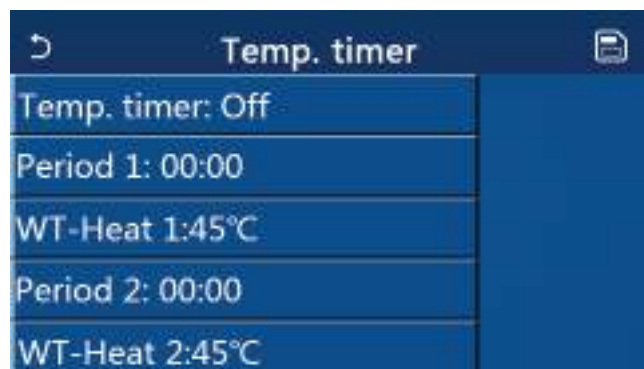 Temp. timer
Temp. timer: Off
Period 1: 00:00
WT-Heat 1:45℃
Period 2: 00:00
WT-Heat 2:45℃